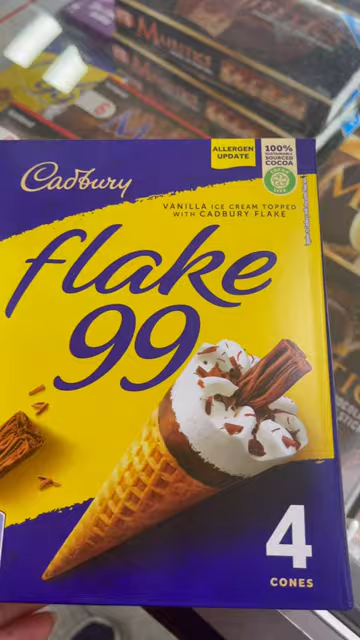 ALLERGEN
UPDATE
100%
SUSTAINABLY
SOURCED
COCOA
Cadbury
VANILLA ICE CREAM TOPPED
WITH CADBURY FLAKE
flake
99
4
CONES